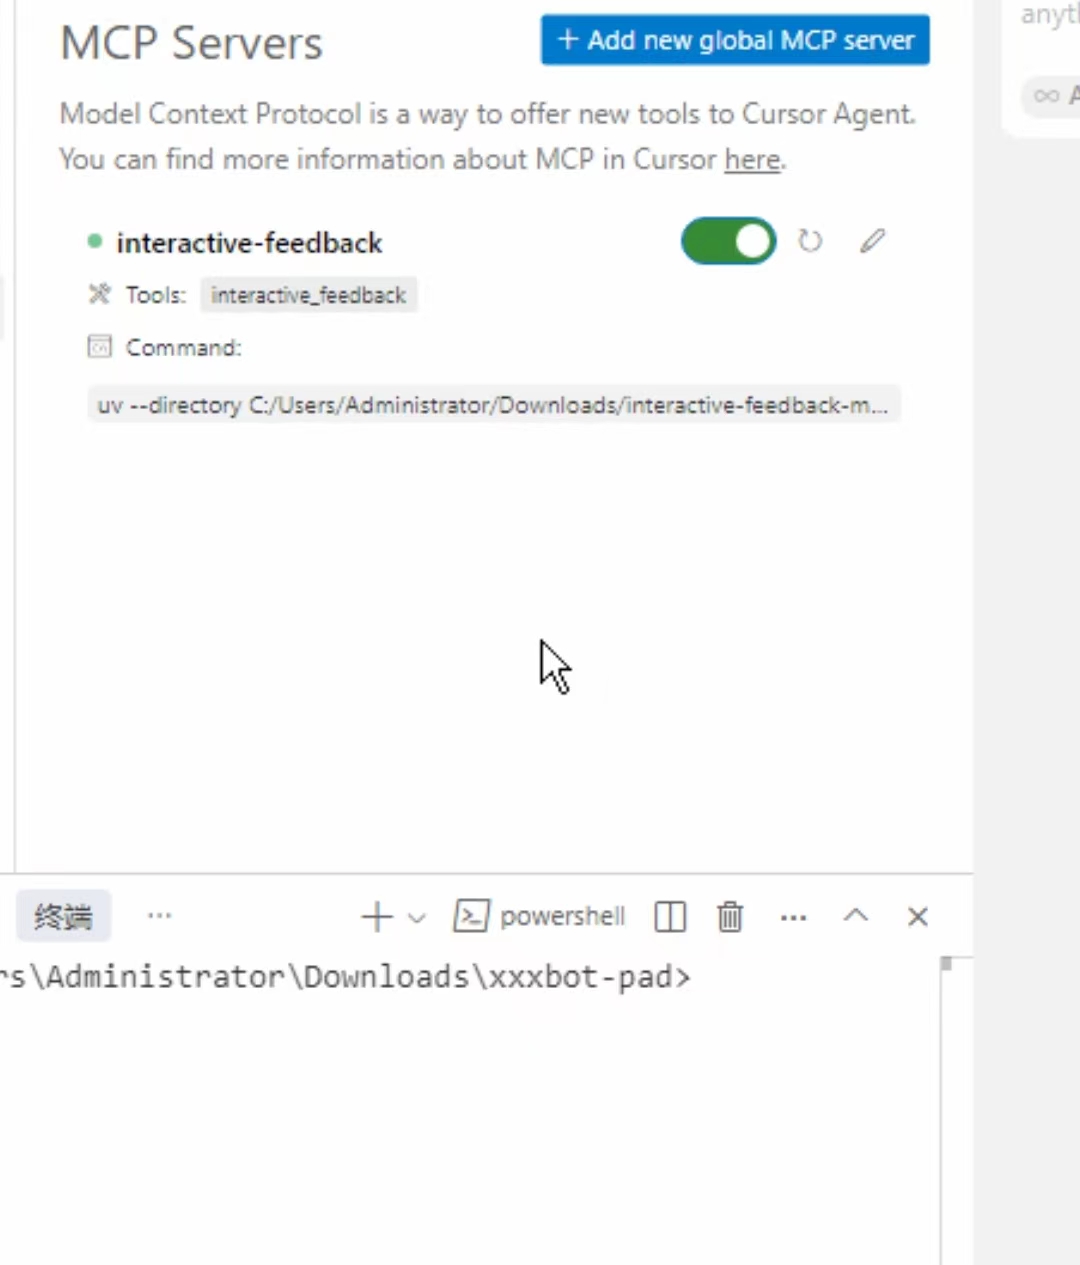 MCP Servers
+ Add new global MCP server
Model Context Protocol is a way to offer new tools to Cursor Agent.
You can find more information about MCP in Cursor here.
interactive-feedback
Tools: interactive_feedback
Command:
uv --directory C:/Users/Administrator/Downloads/interactive-feedback-m...
终端 ... powershell ...
rs\Administrator\Downloads\xxxbot-pad>